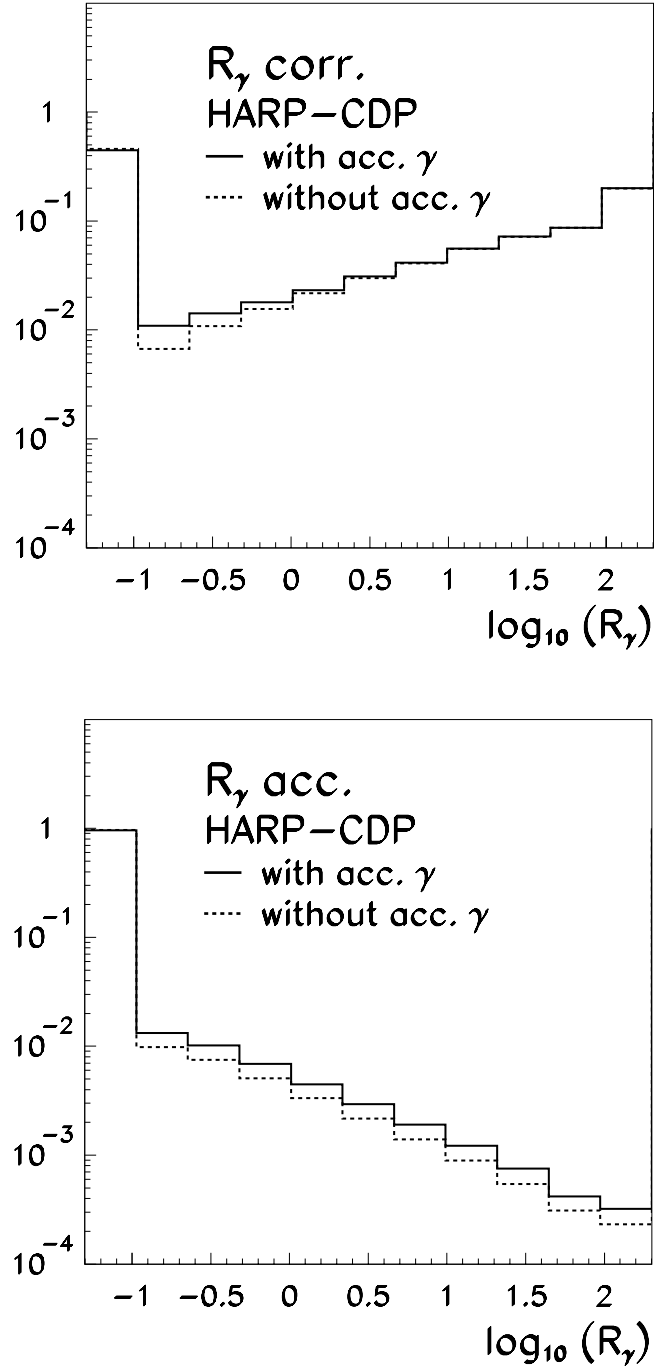 R_γ corr.
HARP−CDP
with acc. γ
without acc. γ
1
10^−1
10^−2
10^−3
10^−4
−1 −0.5 0 0.5 1 1.5 2
log₁₀ (R_γ)
R_γ acc.
HARP−CDP
with acc. γ
without acc. γ
1
10^−1
10^−2
10^−3
10^−4
−1 −0.5 0 0.5 1 1.5 2
log₁₀ (R_γ)